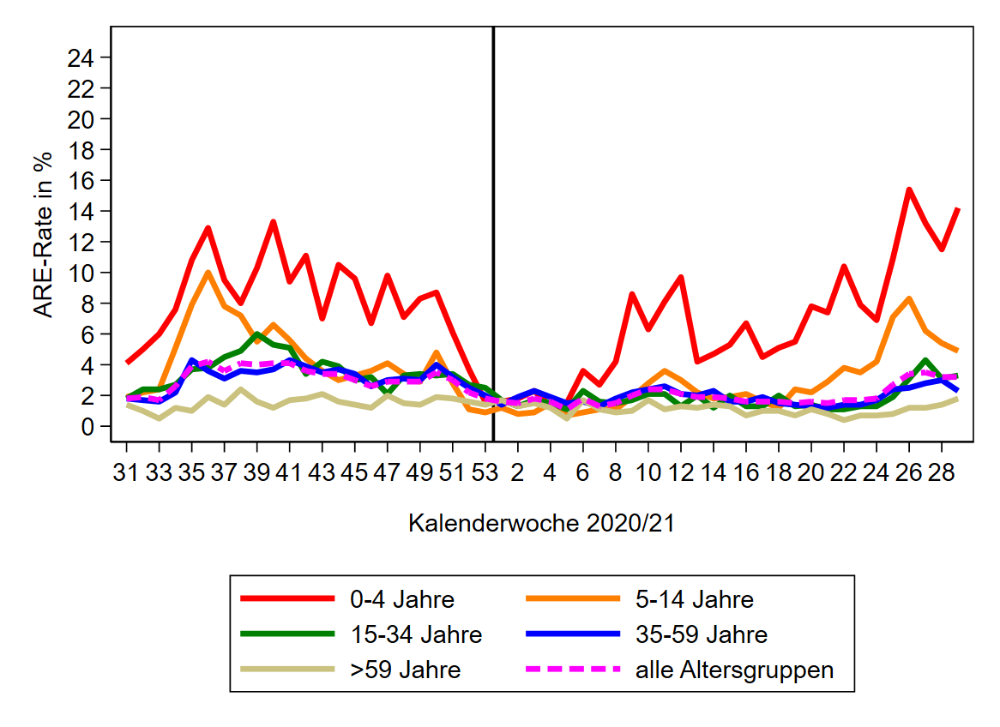 ARE-Rate in %
24
22
20
18
16
14
12
10
8
6
4
2
0
31 33 35 37 39 41 43 45 47 49 51 53 2 4 6 8 10 12 14 16 18 20 22 24 26 28
Kalenderwoche 2020/21
0-4 Jahre 5-14 Jahre
15-34 Jahre 35-59 Jahre
>59 Jahre alle Altersgruppen